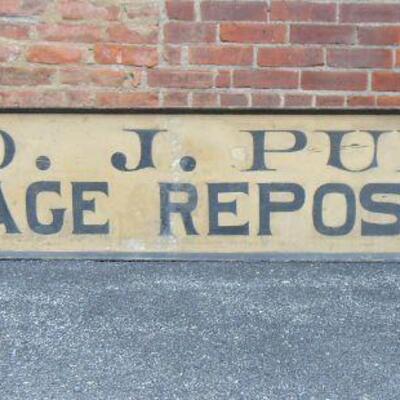 O. J. PU
AGE REPOS